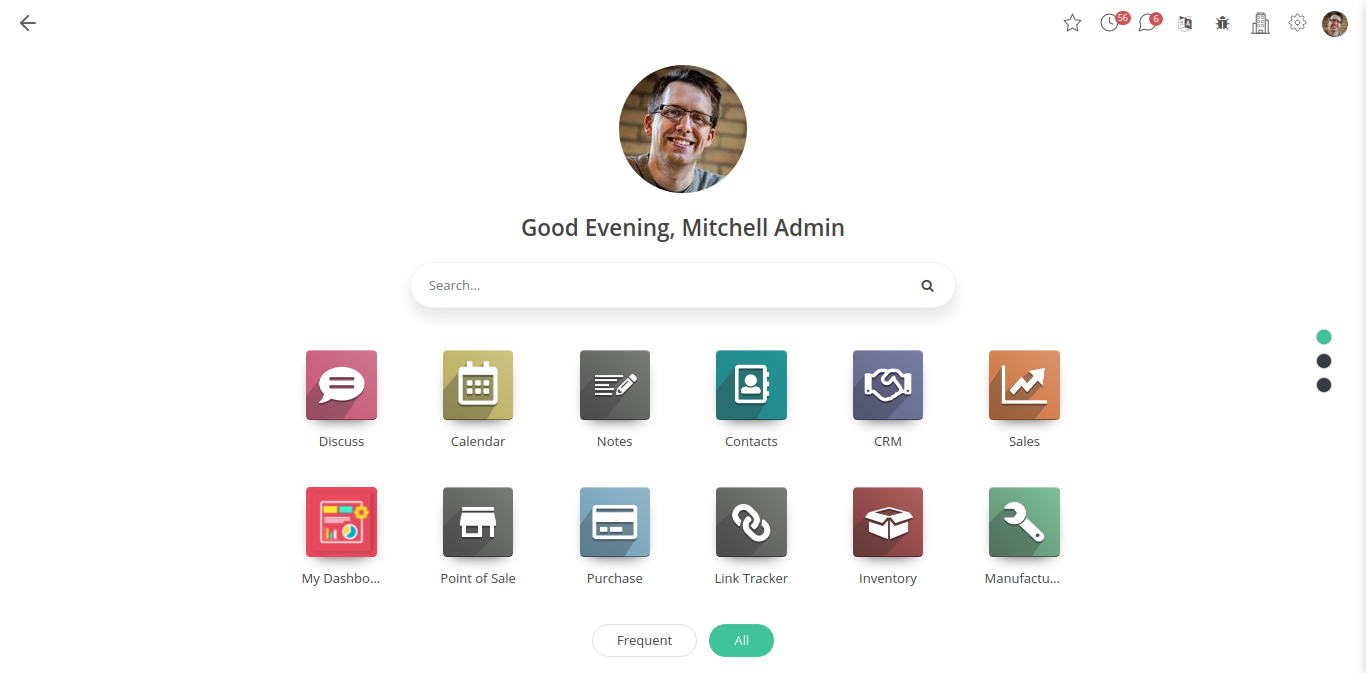 56
6
Good Evening, Mitchell Admin
Search...
Discuss
Calendar
Notes
Contacts
CRM
Sales
My Dashbo...
Point of Sale
Purchase
Link Tracker
Inventory
Manufactu...
Frequent
All